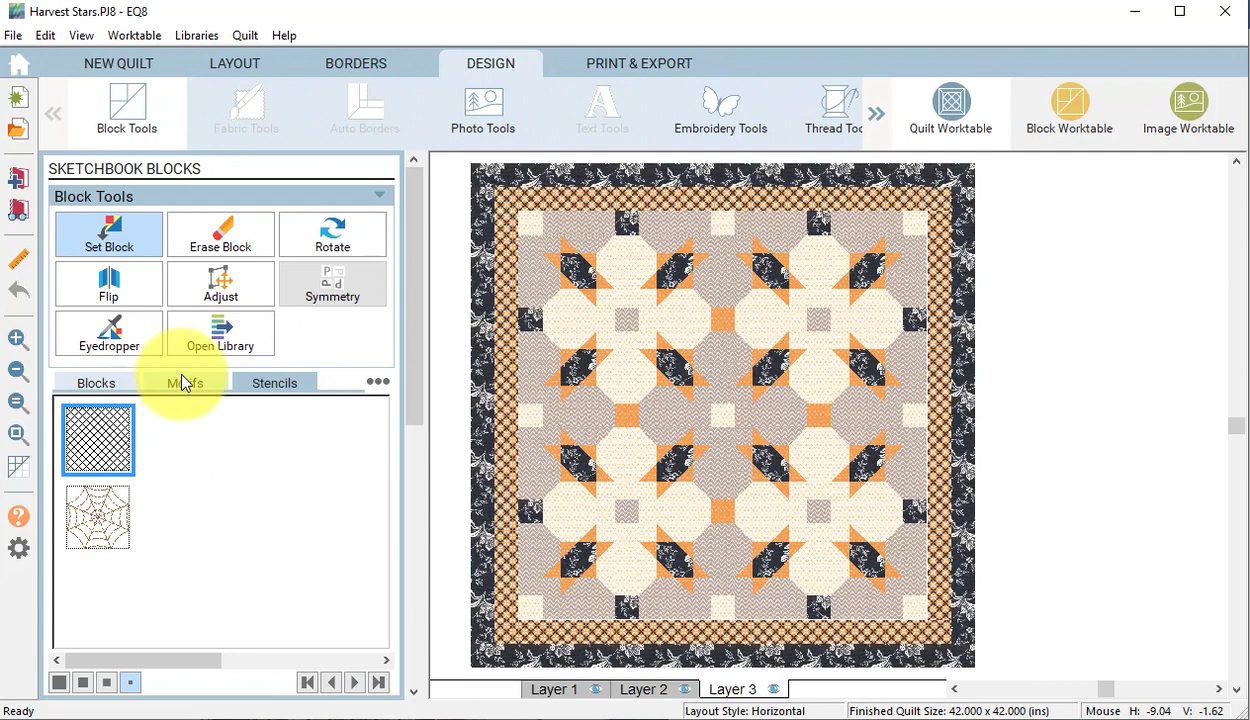 Harvest Stars.PJ8 - EQ8
File Edit View Worktable Libraries Quilt Help
NEW QUILT LAYOUT BORDERS DESIGN PRINT & EXPORT
Block Tools Fabric Tools Auto Borders Photo Tools Text Tools Embroidery Tools Thread Too Quilt Worktable Block Worktable Image Worktable
SKETCHBOOK BLOCKS
Block Tools
Set Block Erase Block Rotate
Flip Adjust Symmetry
Eyedropper Open Library
Blocks Motifs Stencils
Layer 1 Layer 2 Layer 3
Ready Layout Style: Horizontal Finished Quilt Size: 42.000 x 42.000 (ins) Mouse H: -9.04 V: -1.62